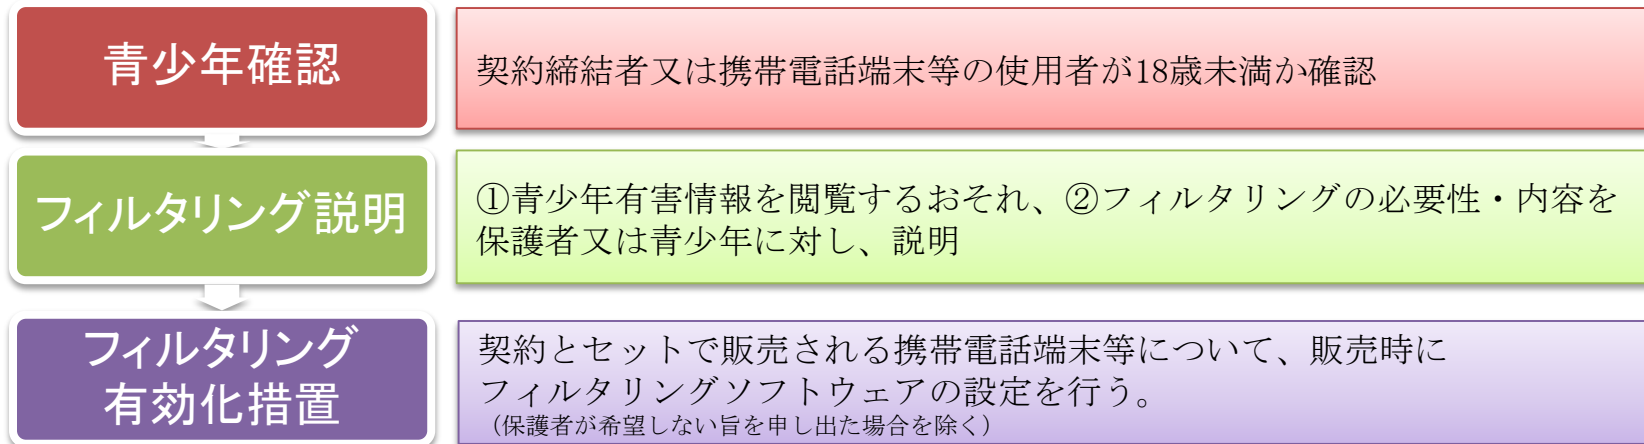 青少年確認
契約締結者又は携帯電話端末等の使用者が18歳未満か確認
フィルタリング説明
①青少年有害情報を閲覧するおそれ、②フィルタリングの必要性・内容を
保護者又は青少年に対し、説明
フィルタリング
有効化措置
契約とセットで販売される携帯電話端末等について、販売時に
フィルタリングソフトウェアの設定を行う。
（保護者が希望しない旨を申し出た場合を除く）